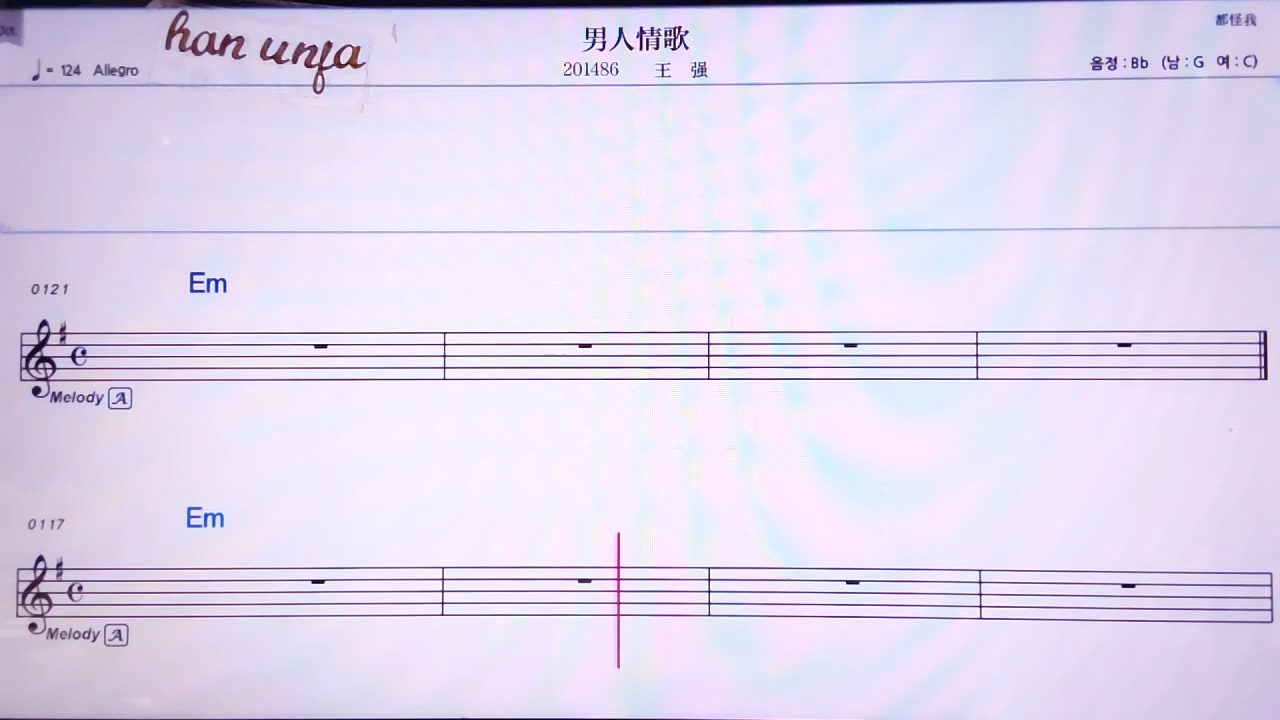 han unfa
男人情歌
都怪我
♩= 124 Allegro
201486 王 强
음정 : Bb (남 : G 여 : C)
0121 Em
Melody A
0117 Em
Melody A